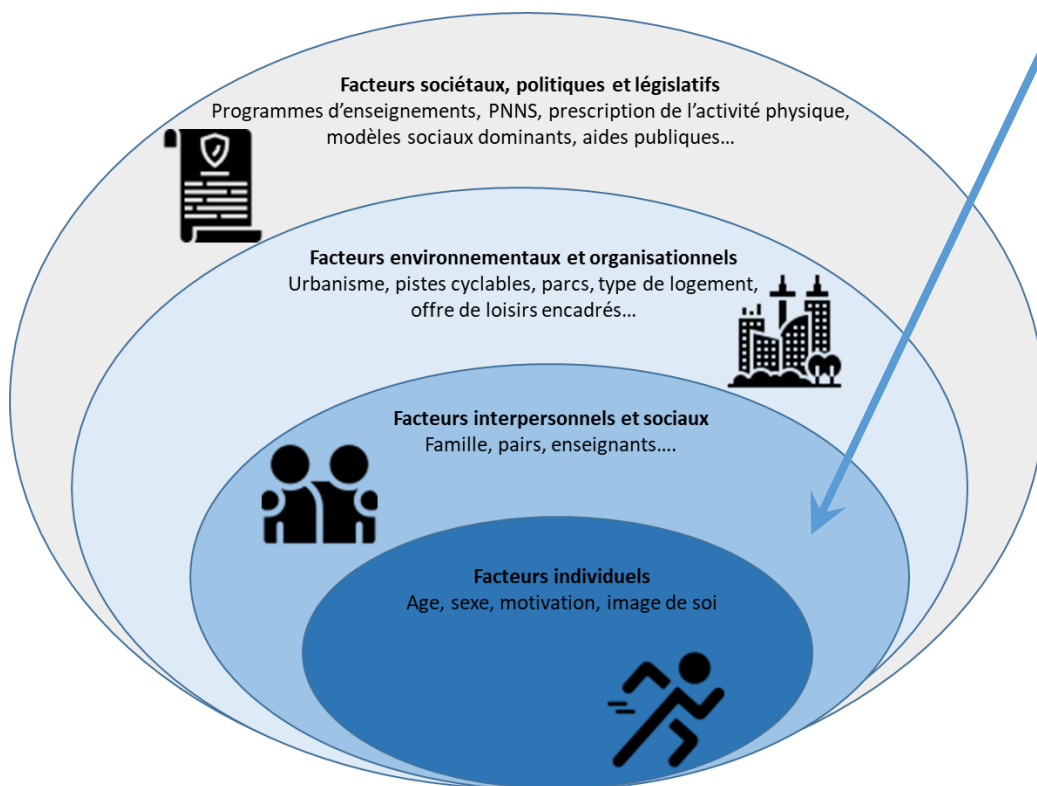 Facteurs sociétaux, politiques et législatifs
Programmes d'enseignements, PNNS, prescription de l'activité physique,
modèles sociaux dominants, aides publiques…
Facteurs environnementaux et organisationnels
Urbanisme, pistes cyclables, parcs, type de logement,
offre de loisirs encadrés…
Facteurs interpersonnels et sociaux
Famille, pairs, enseignants….
Facteurs individuels
Age, sexe, motivation, image de soi